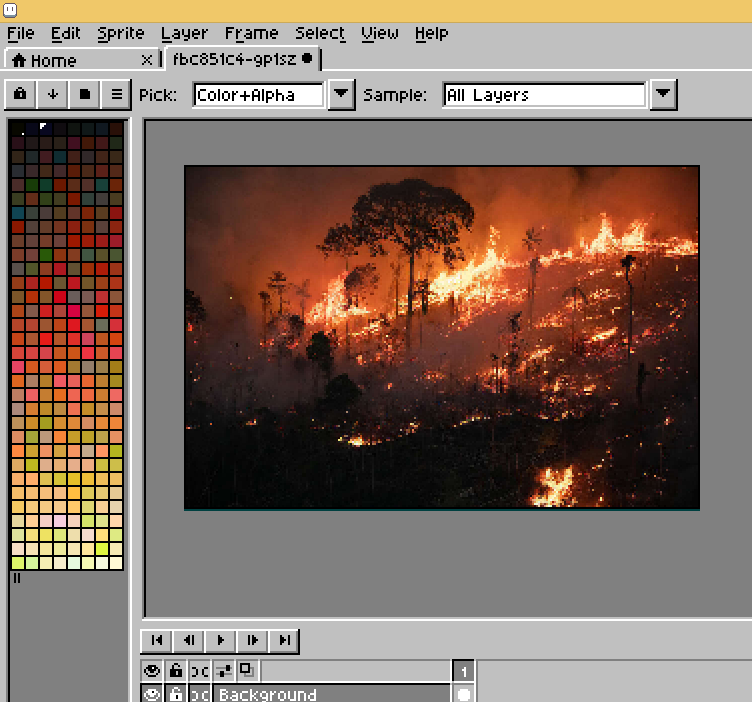 File Edit Sprite Layer Frame Select View Help
Home fbc851c4-gp1sz
Pick: Color+Alpha Sample: All Layers
1
Background